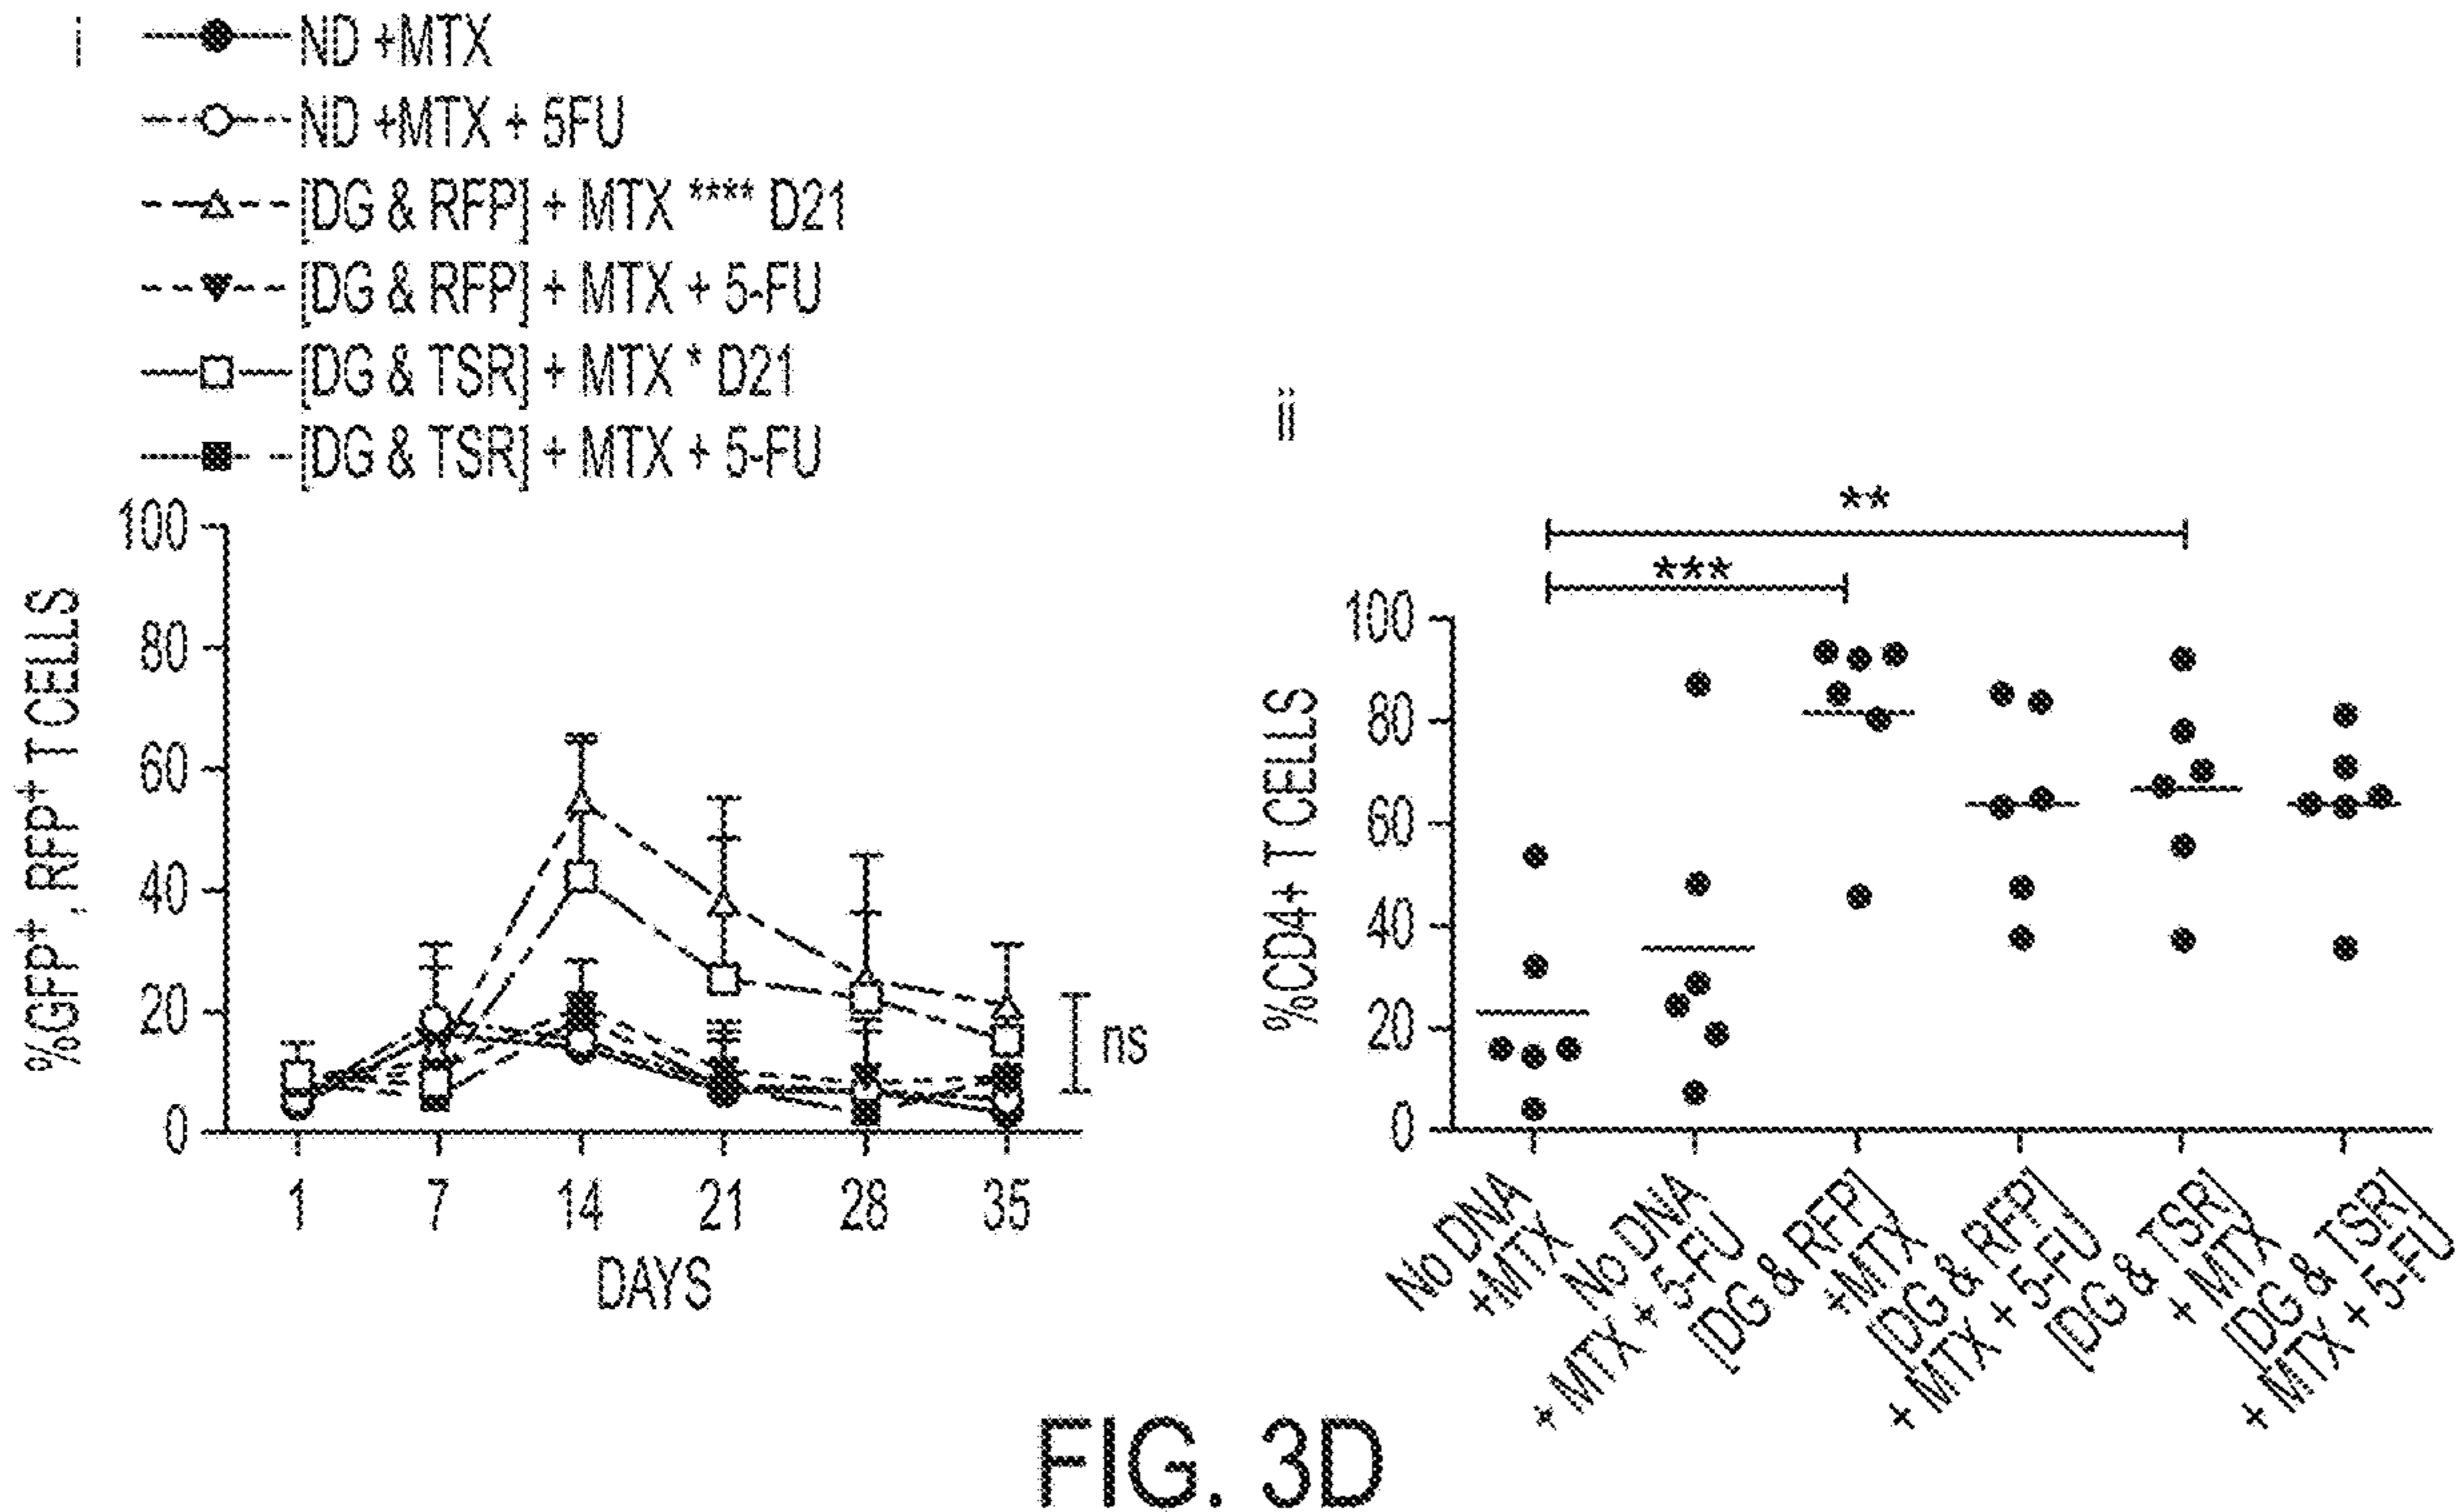 i
ND +MTX
ND +MTX + 5FU
[DG & RFP] + MTX **** D21
[DG & RFP] + MTX + 5-FU
[DG & TSR] + MTX * D21
[DG & TSR] + MTX + 5-FU
%GFP+, RFP+ T CELLS
100
80
60
40
20
0
1 7 14 21 28 35
DAYS
ns
ii
**
***
%CD4+ T CELLS
100
80
60
40
20
0
No DNA
+MTX
No DNA
+ MTX + 5-FU
[DG & RFP]
+MTX
[DG & RFP]
+ MTX + 5-FU
[DG & TSR]
+ MTX
[DG & TSR]
+ MTX + 5-FU
FIG. 3D